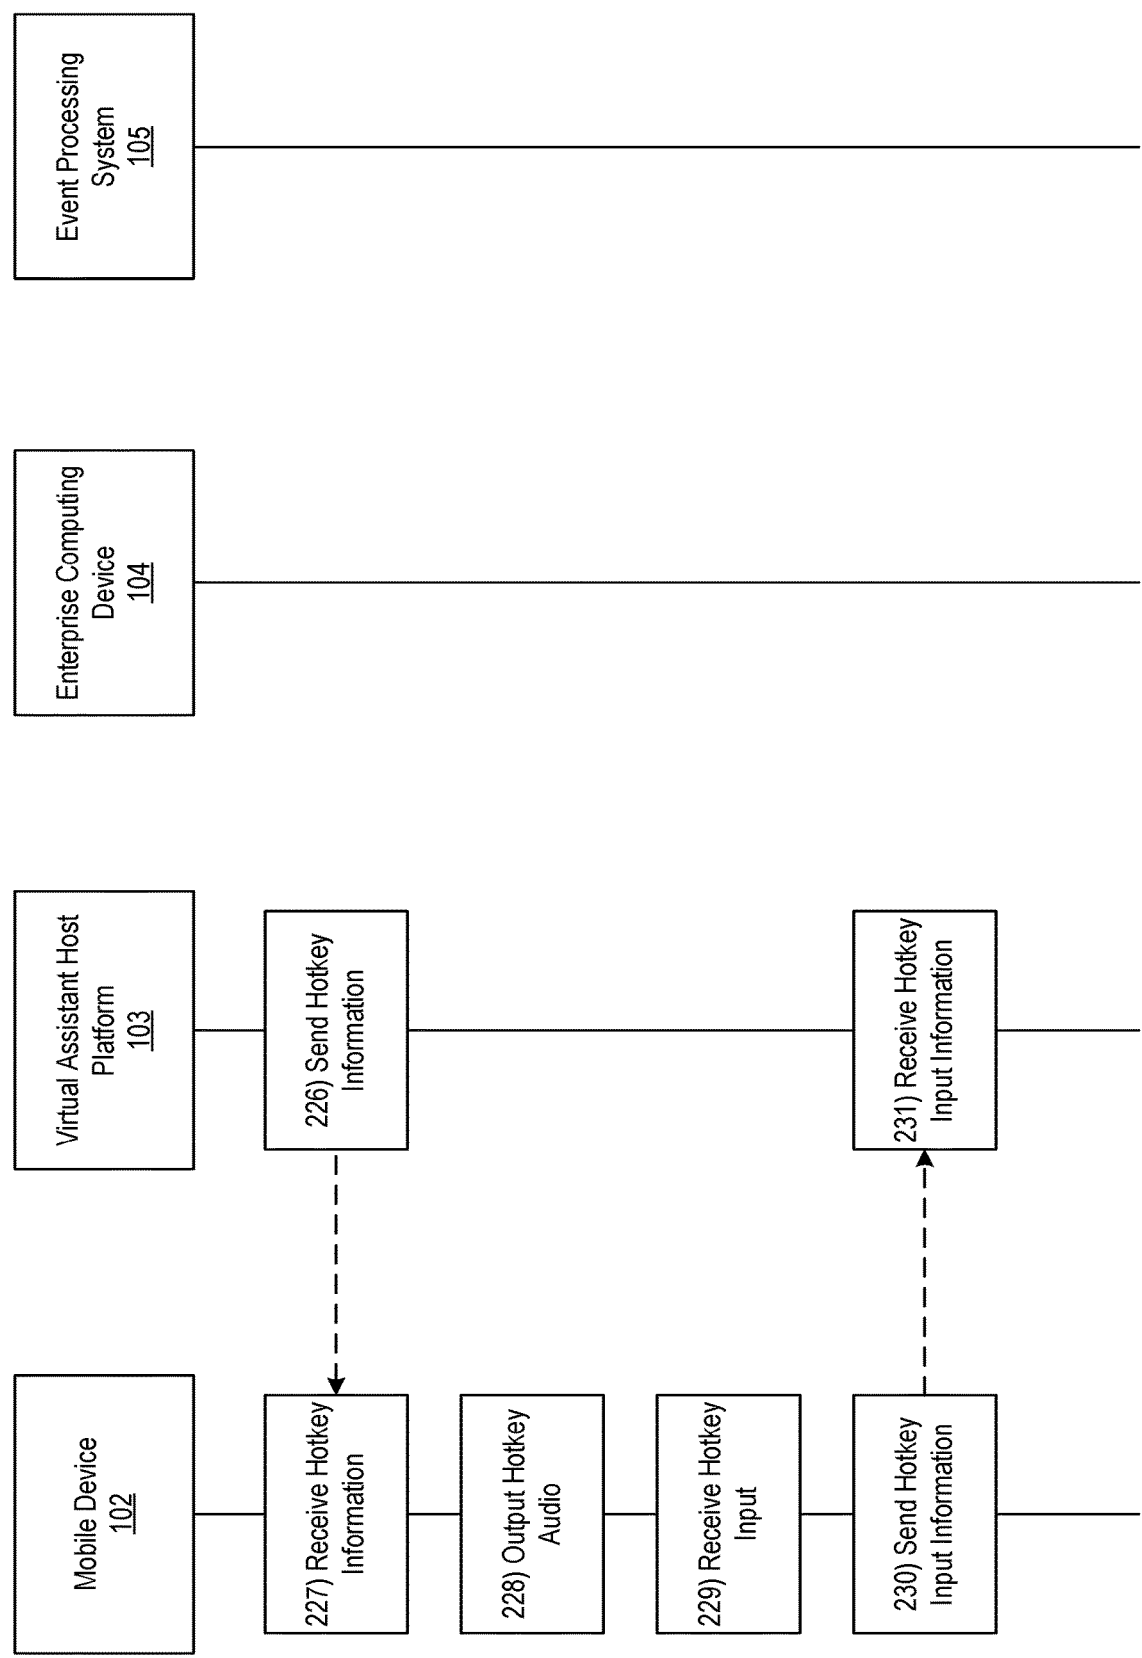 Mobile Device
102
Virtual Assistant Host
Platform
103
Enterprise Computing
Device
104
Event Processing
System
105
227) Receive Hotkey
Information
226) Send Hotkey
Information
228) Output Hotkey
Audio
229) Receive Hotkey
Input
230) Send Hotkey
Input Information
231) Receive Hotkey
Input Information